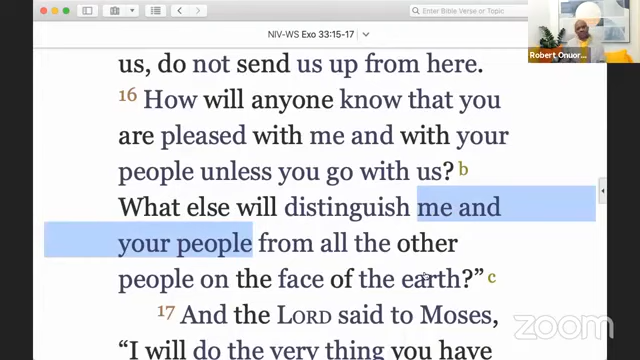 Enter Bible Verse or Topic
NIV-WS Exo 33:15-17
Robert Onuor...
us, do not send us up from here.
16 How will anyone know that you
are pleased with me and with your
people unless you go with us? b
What else will distinguish me and
your people from all the other
people on the face of the earth?” c
17 And the LORD said to Moses,
“I will do the very thing you have
zoom